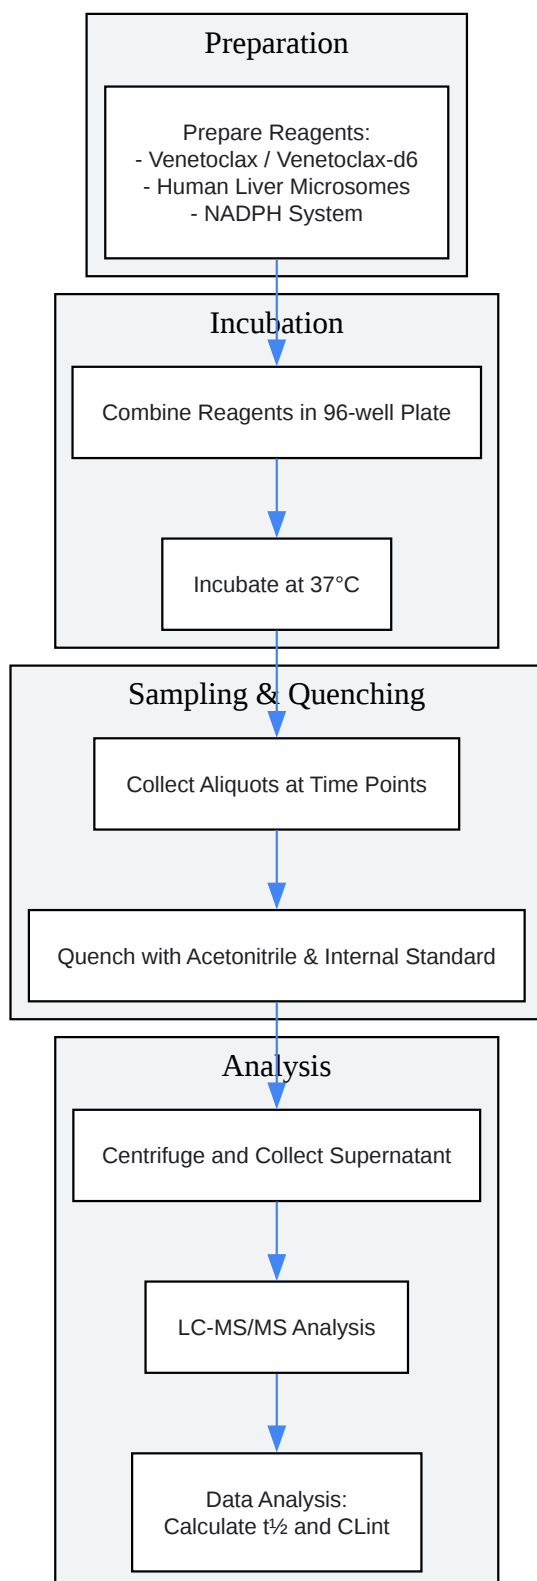 Preparation
Prepare Reagents:
- Venetoclax / Venetoclax-d6
- Human Liver Microsomes
- NADPH System
Incubation
Combine Reagents in 96-well Plate
Incubate at 37°C
Sampling & Quenching
Collect Aliquots at Time Points
Quench with Acetonitrile & Internal Standard
Analysis
Centrifuge and Collect Supernatant
LC-MS/MS Analysis
Data Analysis:
Calculate t½ and CLint